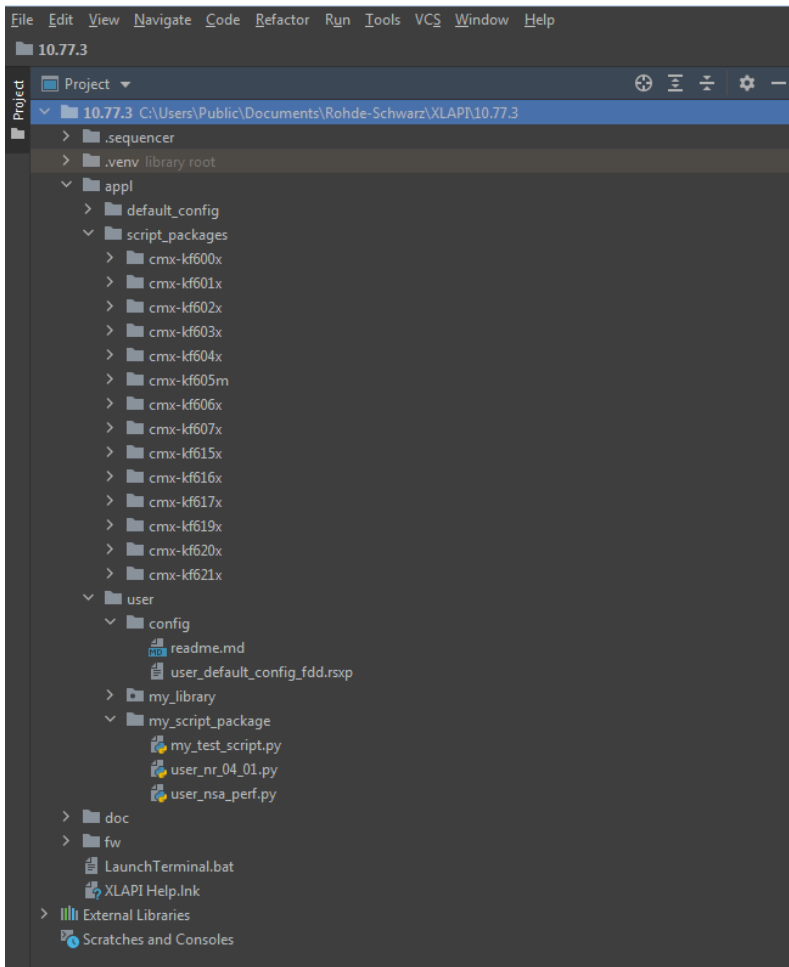 File Edit View Navigate Code Refactor Run Tools VCS Window Help
10.77.3
Project
Project
10.77.3 C:\Users\Public\Documents\Rohde-Schwarz\XLAPI\10.77.3
.sequencer
.venv library root
appl
default_config
script_packages
cmx-kf600x
cmx-kf601x
cmx-kf602x
cmx-kf603x
cmx-kf604x
cmx-kf605m
cmx-kf606x
cmx-kf607x
cmx-kf615x
cmx-kf616x
cmx-kf617x
cmx-kf619x
cmx-kf620x
cmx-kf621x
user
config
MD readme.md
user_default_config_fdd.rsxp
my_library
my_script_package
my_test_script.py
user_nr_04_01.py
user_nsa_perf.py
doc
fw
LaunchTerminal.bat
XLAPI Help.lnk
External Libraries
Scratches and Consoles